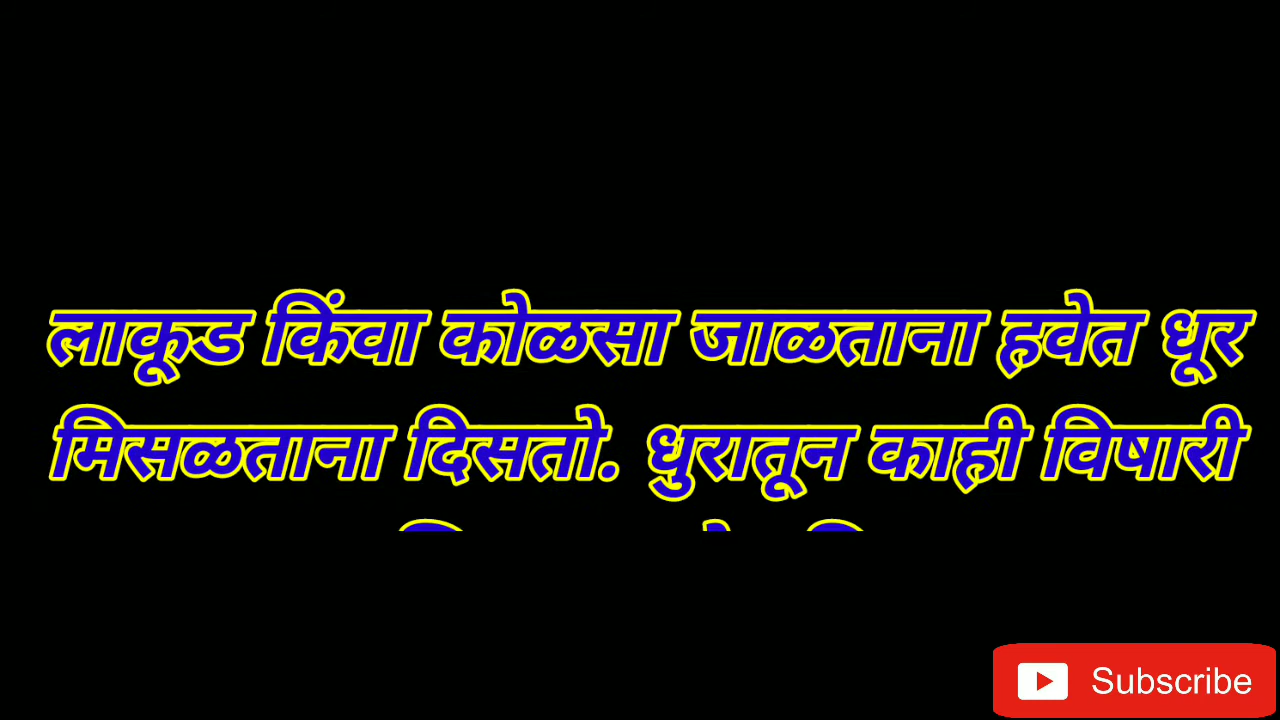 लाकूड किंवा कोळसा जाळताना हवेत धूर
मिसळताना दिसतो. धुरातून काही विषारी
Subscribe